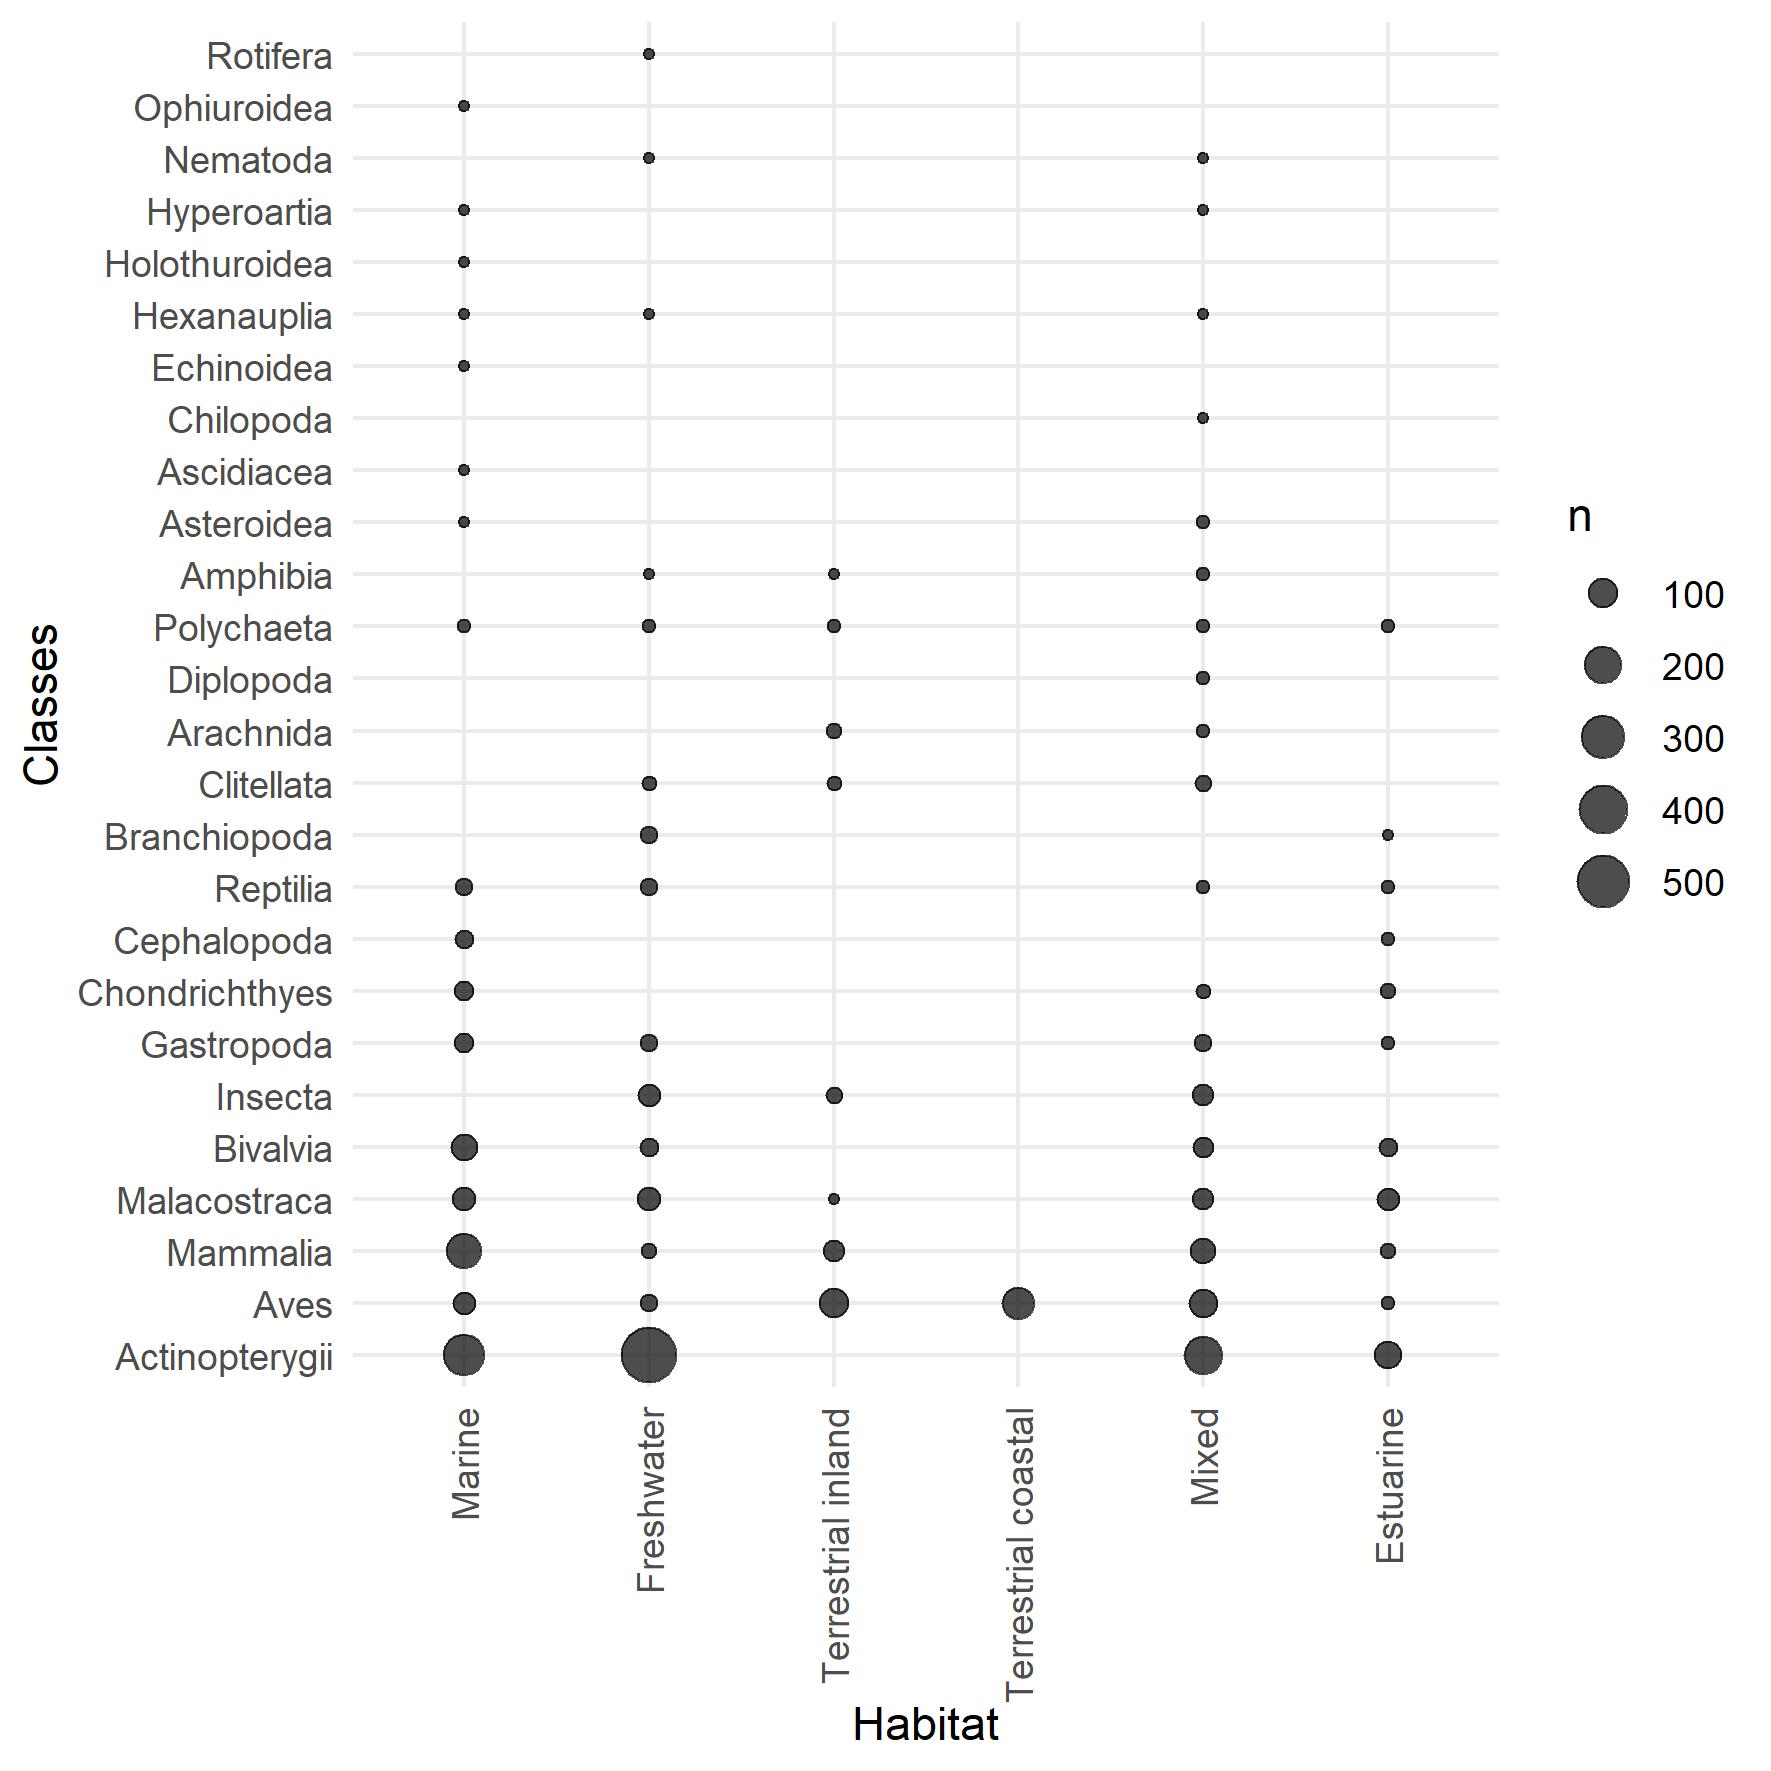 Rotifera
Ophiuroidea
Nematoda
Hyperoartia
Holothuroidea
Hexanauplia
Echinoidea
Chilopoda
Ascidiacea
Asteroidea
Amphibia
Polychaeta
Diplopoda
Arachnida
Clitellata
Branchiopoda
Reptilia
Cephalopoda
Chondrichthyes
Gastropoda
Insecta
Bivalvia
Malacostraca
Mammalia
Aves
Actinopterygii
Classes
Marine
Freshwater
Terrestrial inland
Terrestrial coastal
Mixed
Estuarine
Habitat
n
100
200
300
400
500